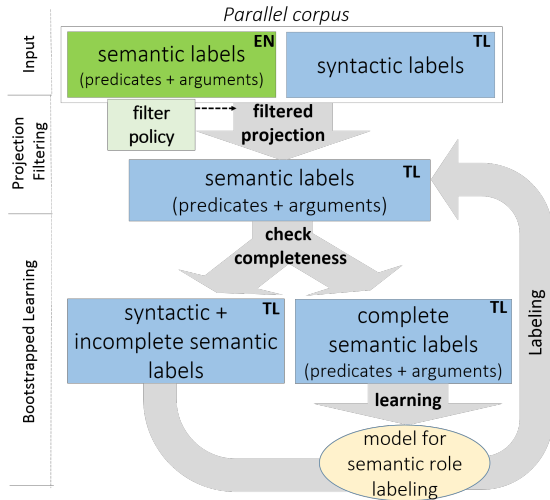 Parallel corpus
Input
EN
semantic labels
(predicates + arguments)
TL
syntactic labels
filter
policy
filtered
projection
Projection
Filtering
TL
semantic labels
(predicates + arguments)
check
completeness
Bootstrapped Learning
TL
syntactic +
incomplete semantic
labels
TL
complete
semantic labels
(predicates + arguments)
Labeling
learning
model for
semantic role
labeling